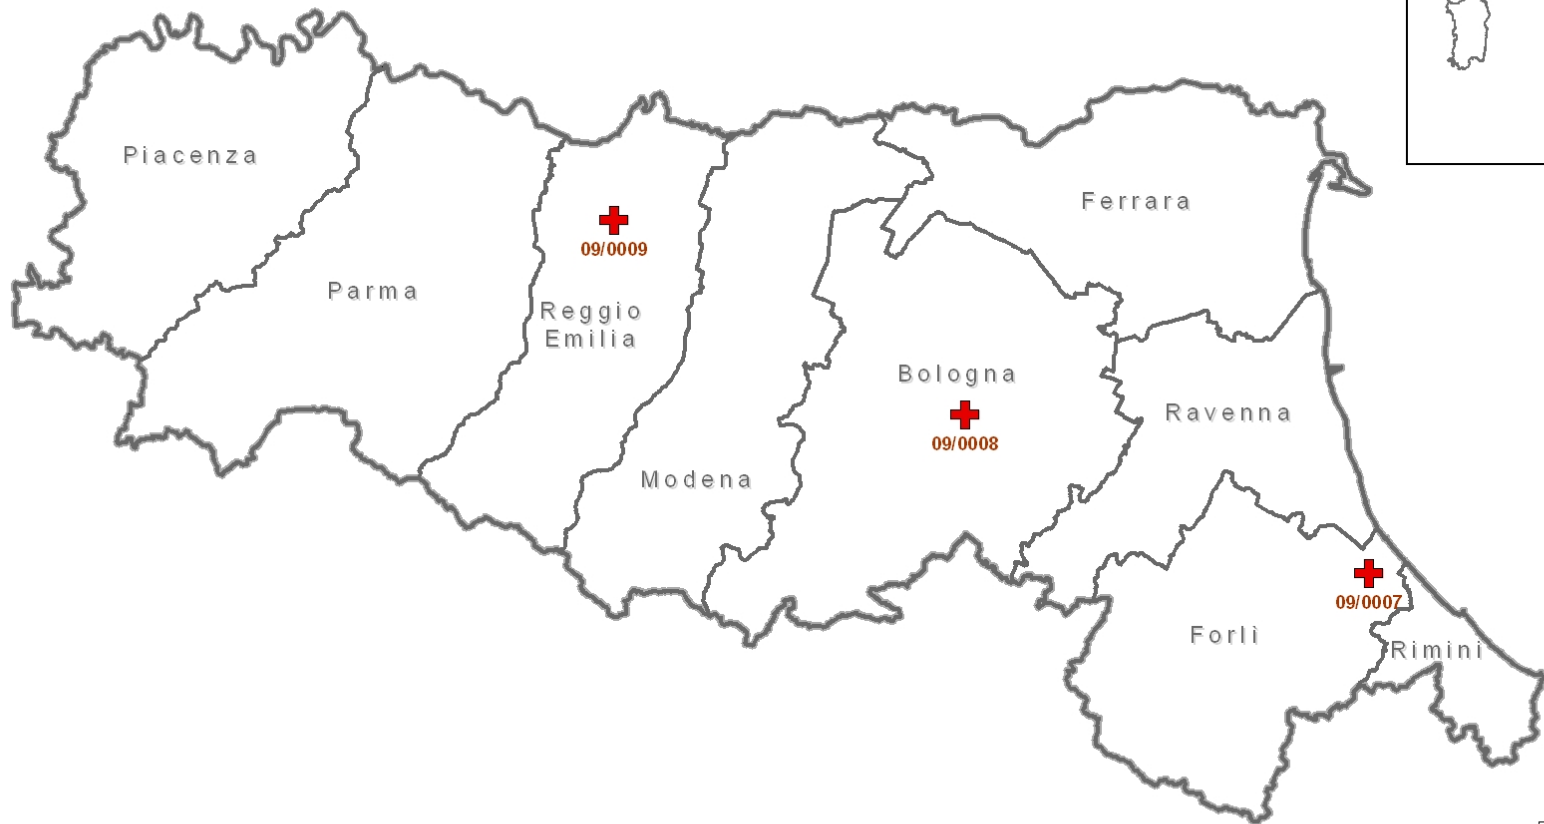 Piacenza
Ferrara
09/0009
Parma
Reggio
Emilia
Bologna
Ravenna
09/0008
Modena
09/0007
Forlì
Rimini